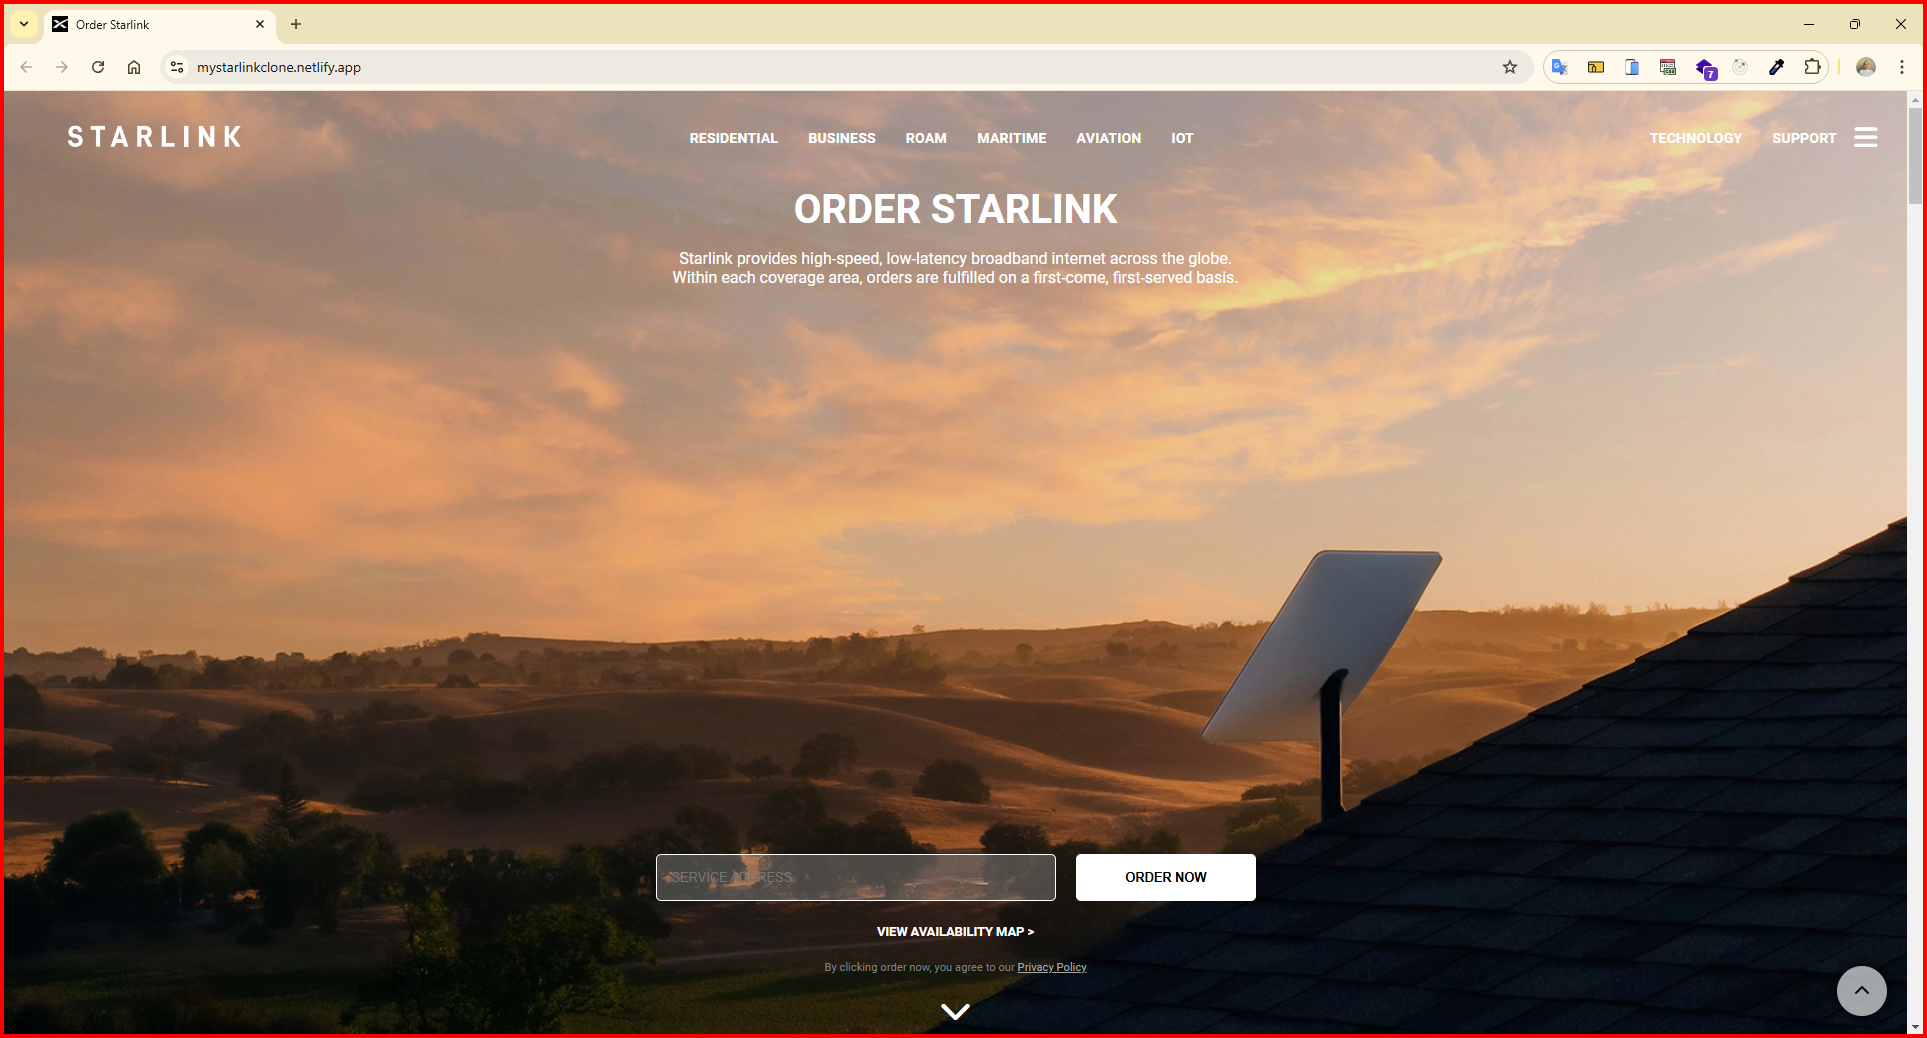 Order Starlink
mystarlinkclone.netlify.app
7
STARLINK
RESIDENTIAL BUSINESS ROAM MARITIME AVIATION IOT
TECHNOLOGY SUPPORT
ORDER STARLINK
Starlink provides high-speed, low-latency broadband internet across the globe.
Within each coverage area, orders are fulfilled on a first-come, first-served basis.
SERVICE ADDRESS
ORDER NOW
VIEW AVAILABILITY MAP >
By clicking order now, you agree to our Privacy Policy